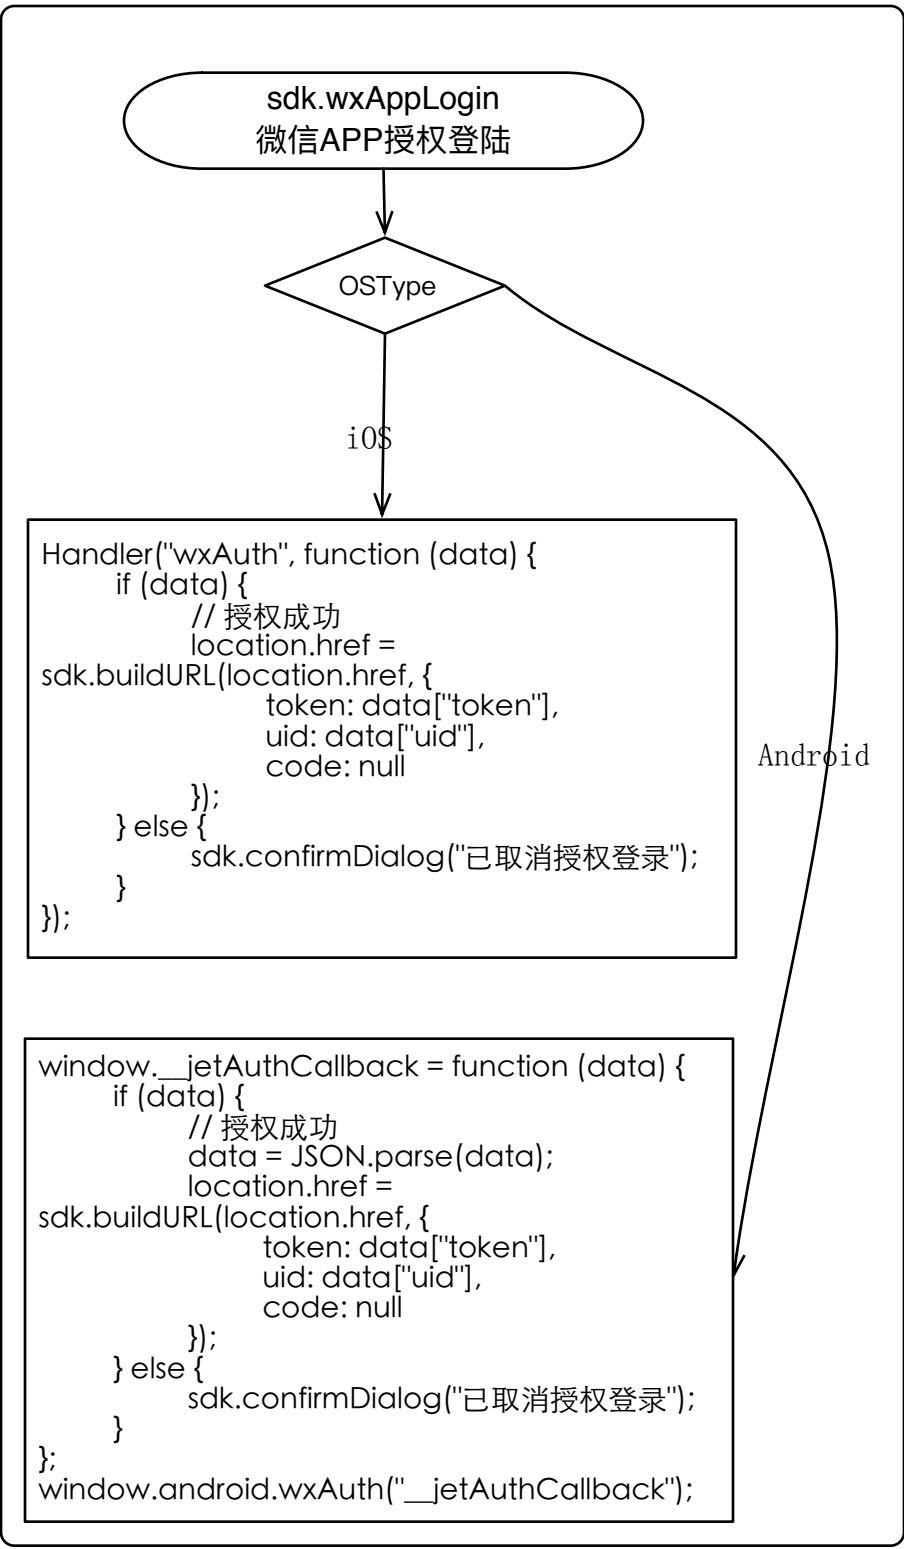 sdk.wxAppLogin
微信APP授权登陆
OSType
iOS
Handler("wxAuth", function (data) {
if (data) {
// 授权成功
location.href =
sdk.buildURL(location.href, {
token: data["token"],
uid: data["uid"],
code: null
});
} else {
sdk.confirmDialog("已取消授权登录");
}
});
Android
window.__jetAuthCallback = function (data) {
if (data) {
// 授权成功
data = JSON.parse(data);
location.href =
sdk.buildURL(location.href, {
token: data["token"],
uid: data["uid"],
code: null
});
} else {
sdk.confirmDialog("已取消授权登录");
}
};
window.android.wxAuth("__jetAuthCallback");